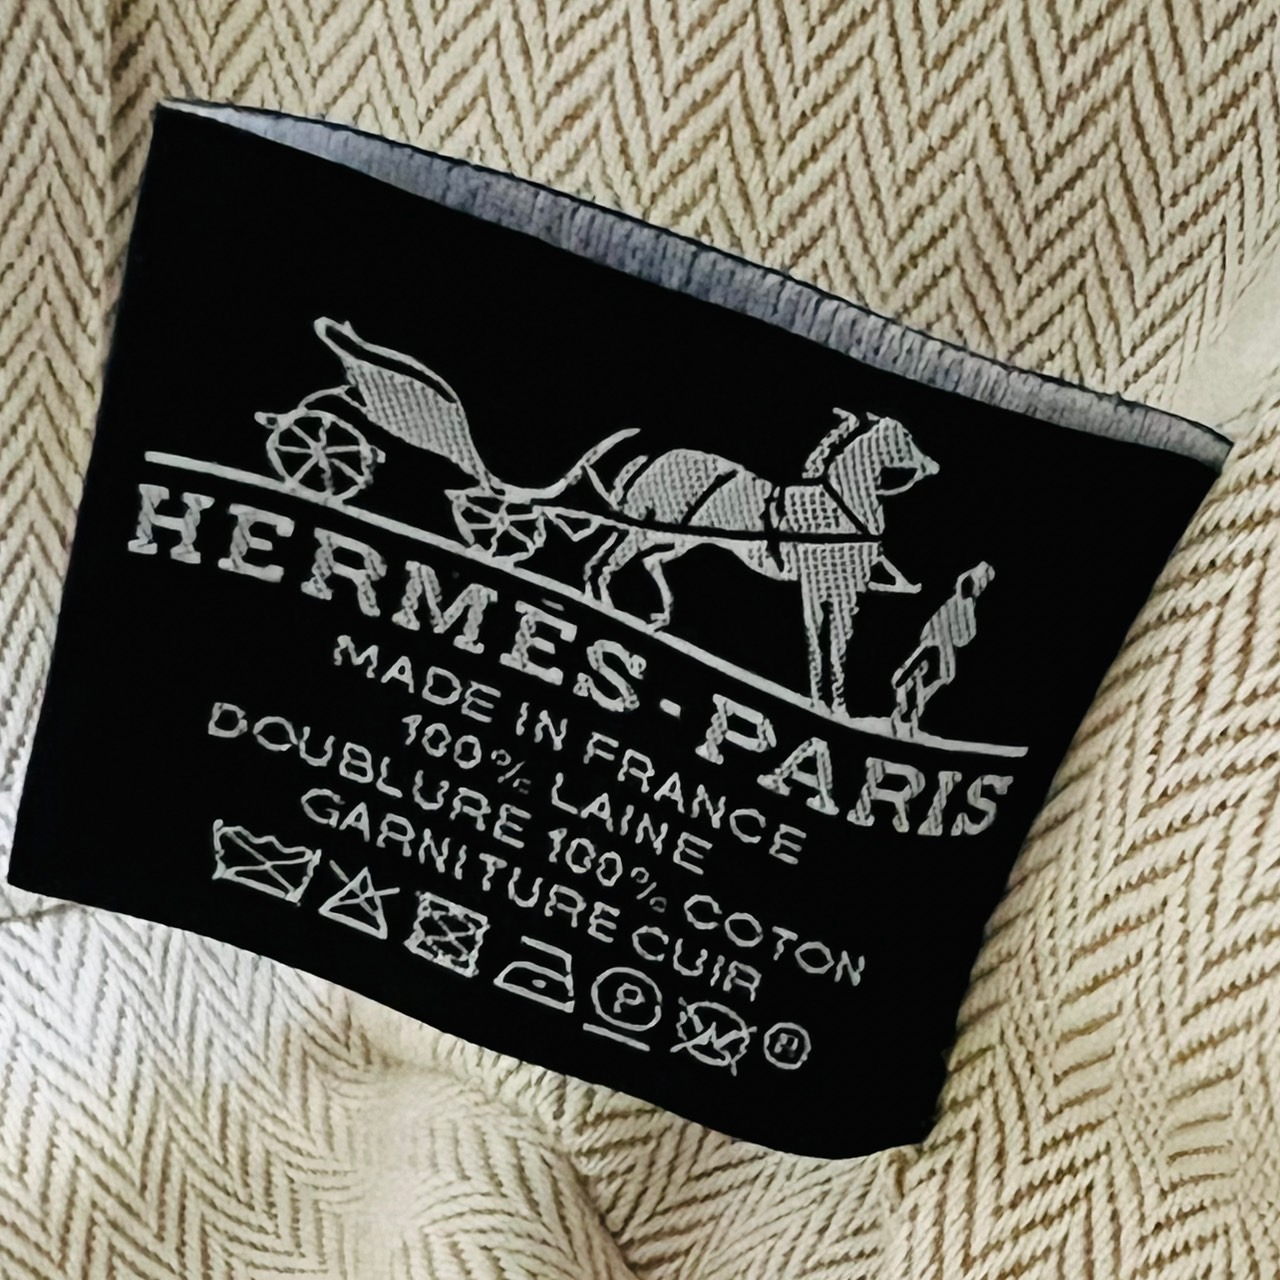 HERMÈS-PARIS
MADE IN FRANCE
100% LAINE
DOUBLURE 100% COTON
GARNITURE CUIR
P W ®